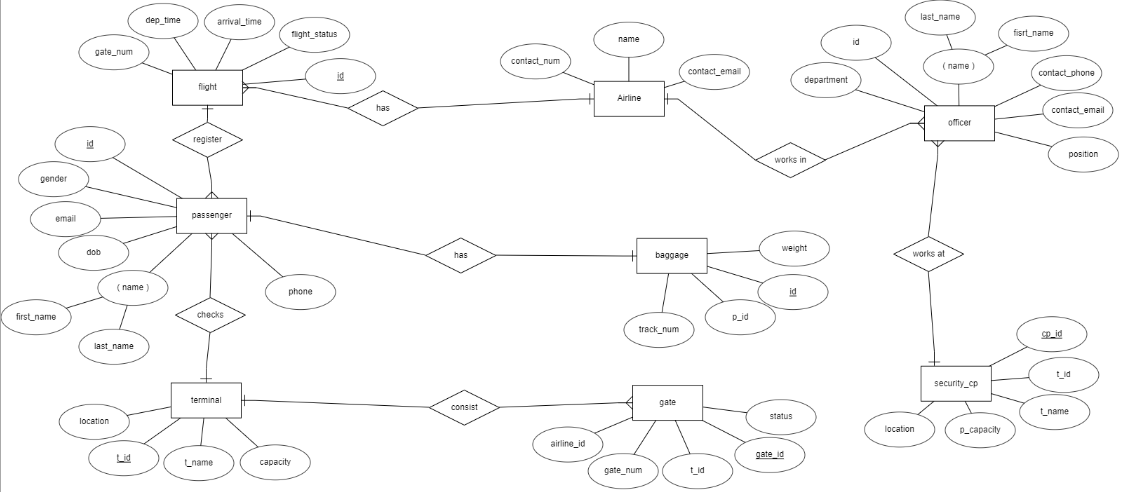 last_name
dep_time
arrival_time
flight_status
name
id
fisrt_name
gate_num
contact_num
( name )
id
contact_email
department
contact_phone
flight
Airline
has
contact_email
officer
register
id
works in
position
gender
passenger
email
weight
dob
has
baggage
works at
( name )
phone
id
first_name
checks
p_id
track_num
last_name
cp_id
t_id
security_cp
terminal
consist
gate
t_name
location
status
location
p_capacity
airline_id
t_id
t_name
capacity
gate_num
t_id
gate_id